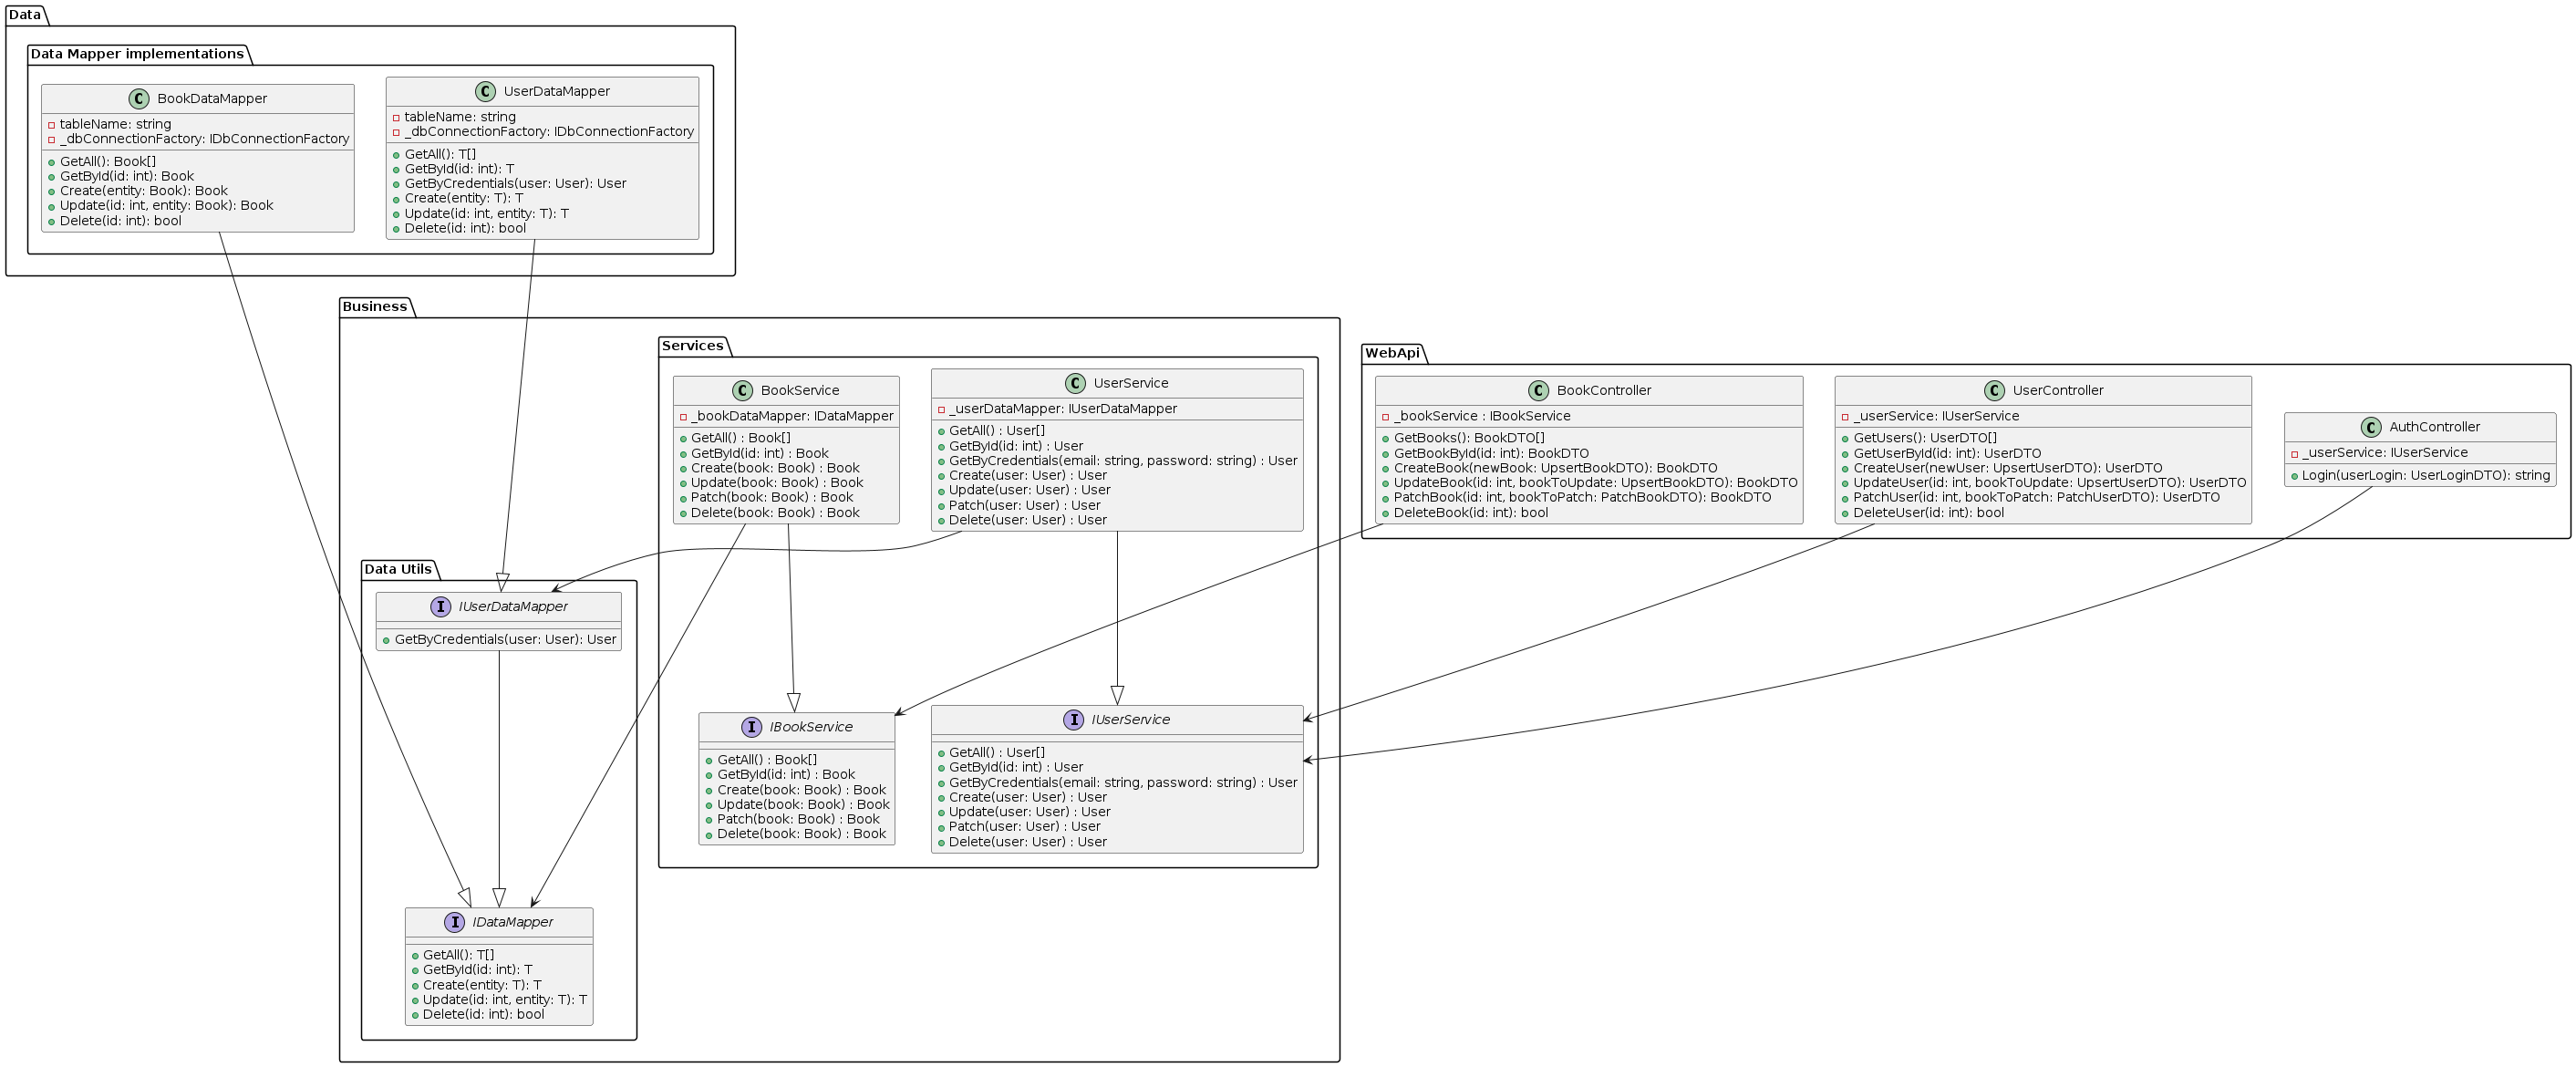 Data
Data Mapper implementations
C BookDataMapper
tableName: string
_dbConnectionFactory: IDbConnectionFactory
GetAll(): Book[]
GetById(id: int): Book
Create(entity: Book): Book
Update(id: int, entity: Book): Book
Delete(id: int): bool
C UserDataMapper
tableName: string
_dbConnectionFactory: IDbConnectionFactory
GetAll(): T[]
GetById(id: int): T
GetByCredentials(user: User): User
Create(entity: T): T
Update(id: int, entity: T): T
Delete(id: int): bool
Business
Services
C BookService
_bookDataMapper: IDataMapper
GetAll() : Book[]
GetById(id: int) : Book
Create(book: Book) : Book
Update(book: Book) : Book
Patch(book: Book) : Book
Delete(book: Book) : Book
C UserService
_userDataMapper: IUserDataMapper
GetAll() : User[]
GetById(id: int) : User
GetByCredentials(email: string, password: string) : User
Create(user: User) : User
Update(user: User) : User
Patch(user: User) : User
Delete(user: User) : User
WebApi
C BookController
_bookService : IBookService
GetBooks(): BookDTO[]
GetBookById(id: int): BookDTO
CreateBook(newBook: UpsertBookDTO): BookDTO
UpdateBook(id: int, bookToUpdate: UpsertBookDTO): BookDTO
PatchBook(id: int, bookToPatch: PatchBookDTO): BookDTO
DeleteBook(id: int): bool
C UserController
_userService: IUserService
GetUsers(): UserDTO[]
GetUserById(id: int): UserDTO
CreateUser(newUser: UpsertUserDTO): UserDTO
UpdateUser(id: int, bookToUpdate: UpsertUserDTO): UserDTO
PatchUser(id: int, bookToPatch: PatchUserDTO): UserDTO
DeleteUser(id: int): bool
C AuthController
_userService: IUserService
Login(userLogin: UserLoginDTO): string
Data Utils
I IUserDataMapper
GetByCredentials(user: User): User
I IBookService
GetAll() : Book[]
GetById(id: int) : Book
Create(book: Book) : Book
Update(book: Book) : Book
Patch(book: Book) : Book
Delete(book: Book) : Book
I IUserService
GetAll() : User[]
GetById(id: int) : User
GetByCredentials(email: string, password: string) : User
Create(user: User) : User
Update(user: User) : User
Patch(user: User) : User
Delete(user: User) : User
I IDataMapper
GetAll(): T[]
GetById(id: int): T
Create(entity: T): T
Update(id: int, entity: T): T
Delete(id: int): bool